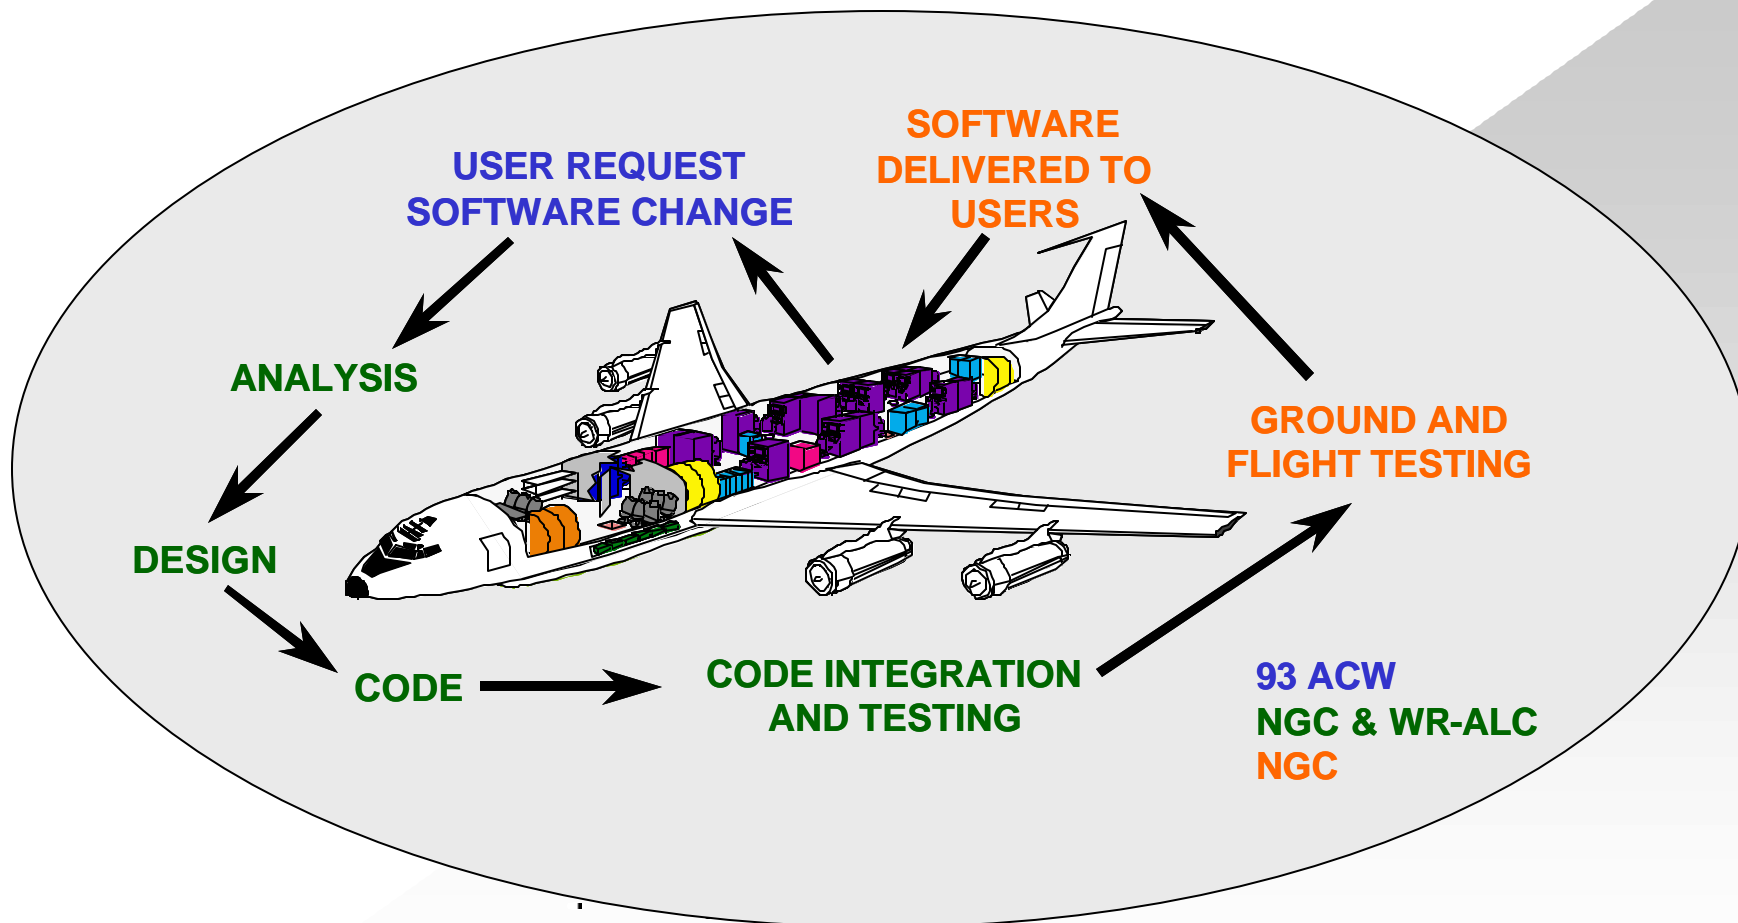 USER REQUEST
SOFTWARE CHANGE
SOFTWARE
DELIVERED TO
USERS
ANALYSIS
GROUND AND
FLIGHT TESTING
DESIGN
CODE
CODE INTEGRATION
AND TESTING
93 ACW
NGC & WR-ALC
NGC